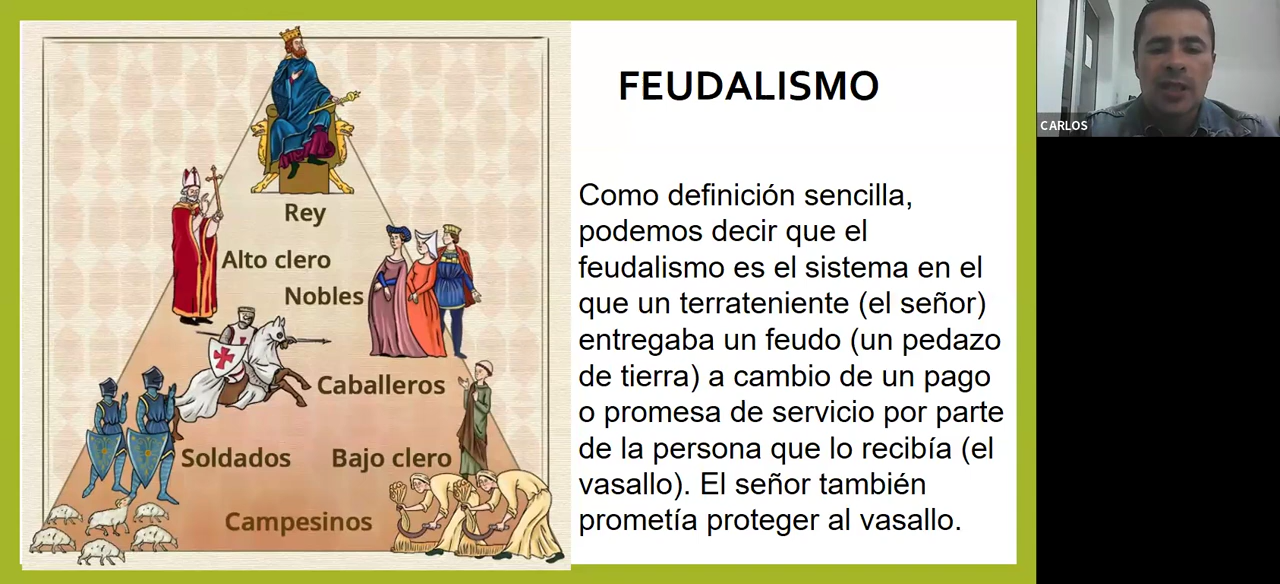 FEUDALISMO
Rey
Alto clero
Nobles
Caballeros
Soldados
Bajo clero
Campesinos
Como definición sencilla,
podemos decir que el
feudalismo es el sistema en el
que un terrateniente (el señor)
entregaba un feudo (un pedazo
de tierra) a cambio de un pago
o promesa de servicio por parte
de la persona que lo recibía (el
vasallo). El señor también
prometía proteger al vasallo.
CARLOS